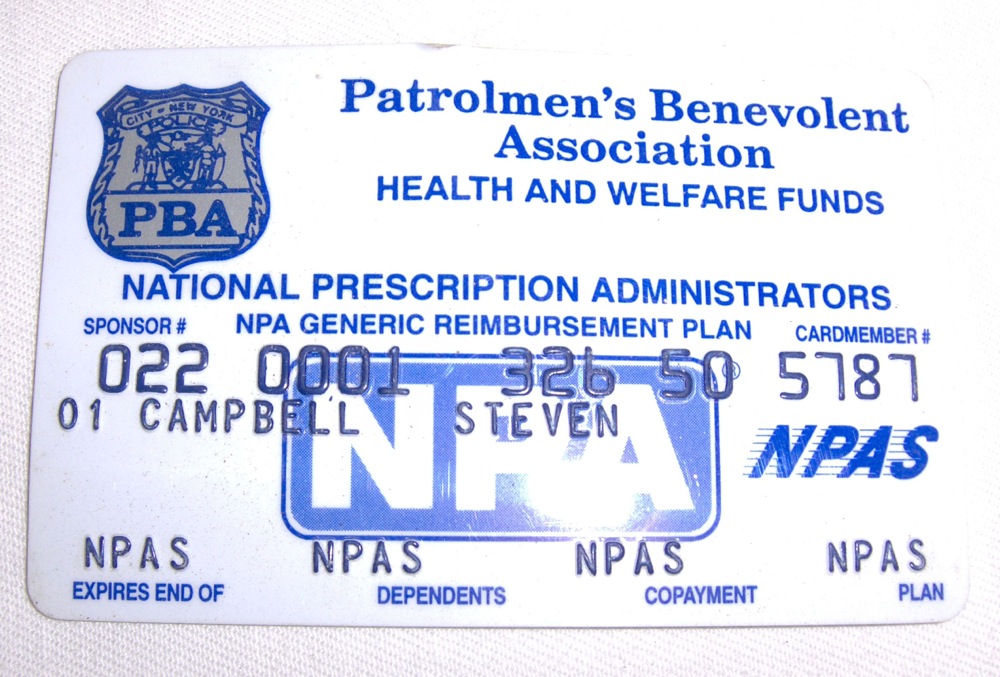 CITY OF NEW YORK
POLICE
PBA
Patrolmen's Benevolent
Association
HEALTH AND WELFARE FUNDS
NATIONAL PRESCRIPTION ADMINISTRATORS
SPONSOR # NPA GENERIC REIMBURSEMENT PLAN CARDMEMBER #
022 0001 326 50 5787
01 CAMPBELL STEVEN
NPA ®
NPAS
NPAS NPAS NPAS NPAS
EXPIRES END OF DEPENDENTS COPAYMENT PLAN